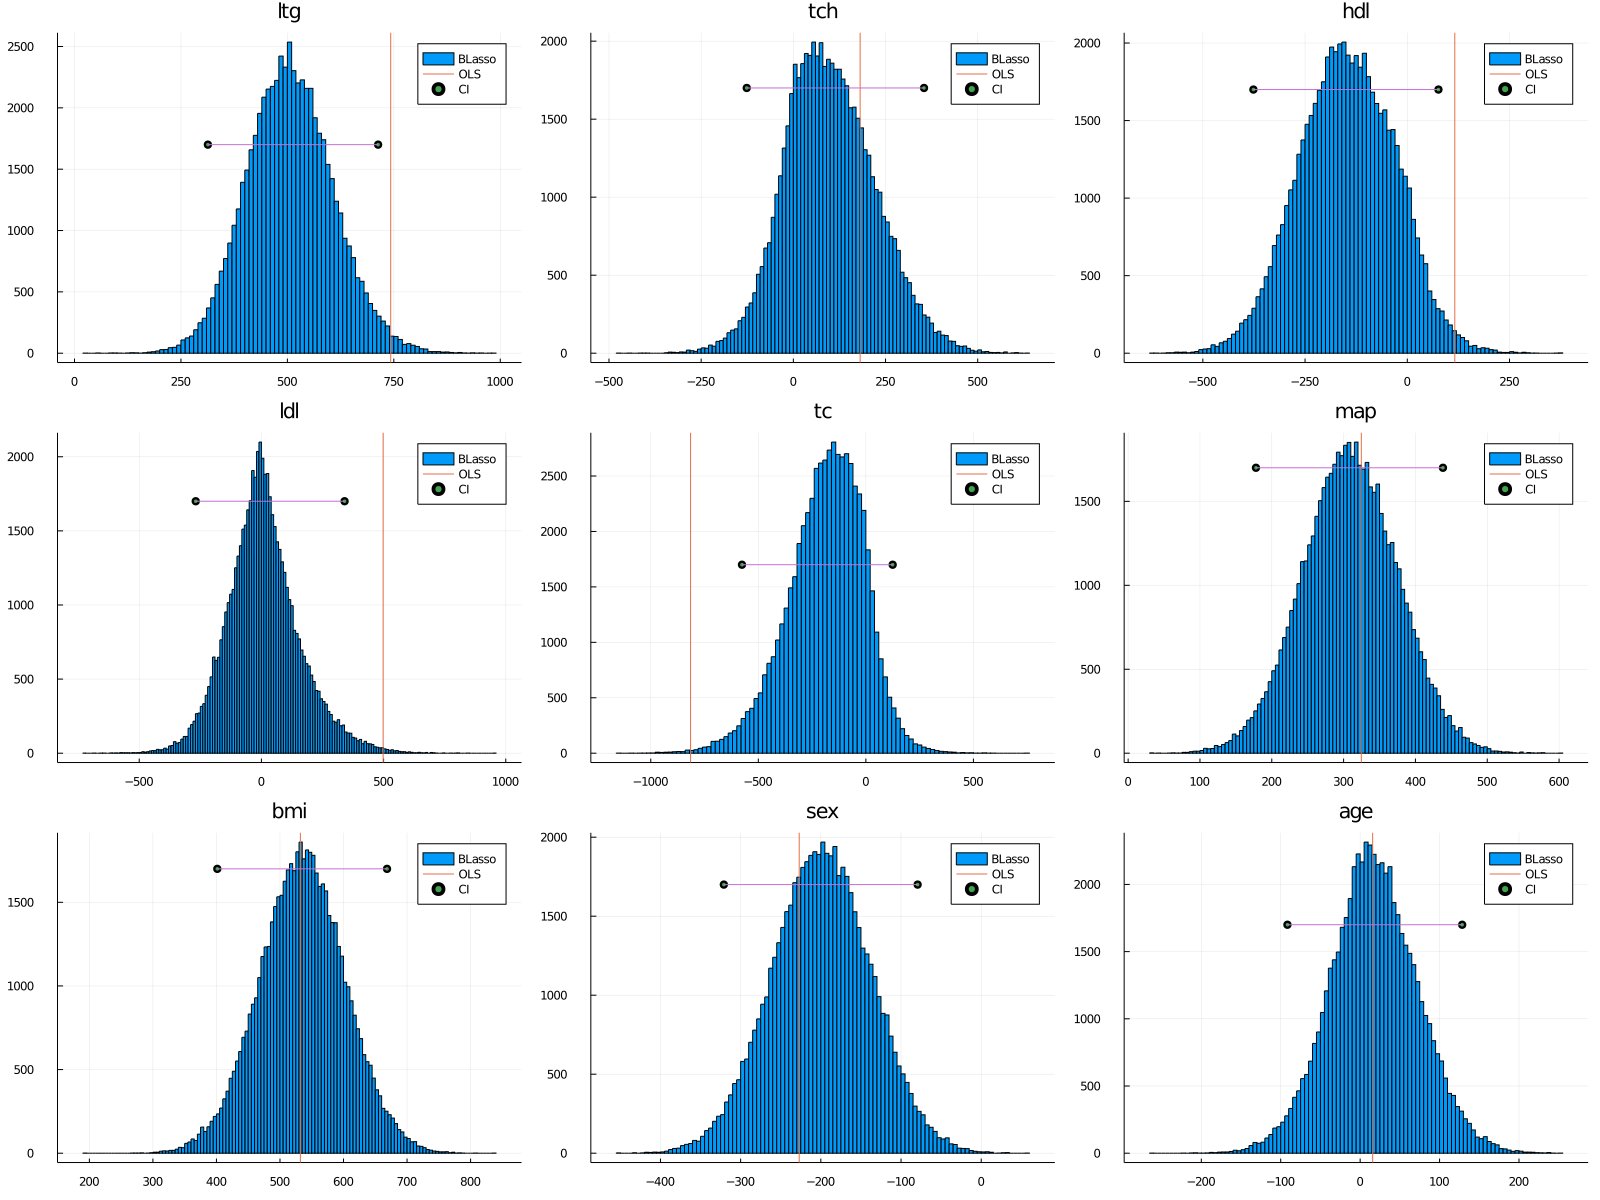 ltg
BLasso
OLS
CI
2500
2000
1500
1000
500
0
0 250 500 750 1000
tch
BLasso
OLS
CI
2000
1500
1000
500
0
−500 −250 0 250 500
hdl
BLasso
OLS
CI
2000
1500
1000
500
0
−500 −250 0 250
ldl
BLasso
OLS
CI
2000
1500
1000
500
0
−500 0 500 1000
tc
BLasso
OLS
CI
2500
2000
1500
1000
500
0
−1000 −500 0 500
map
BLasso
OLS
CI
1500
1000
500
0
0 100 200 300 400 500 600
bmi
BLasso
OLS
CI
1500
1000
500
0
200 300 400 500 600 700 800
sex
BLasso
OLS
CI
2000
1500
1000
500
0
−400 −300 −200 −100 0
age
BLasso
OLS
CI
2000
1500
1000
500
0
−200 −100 0 100 200